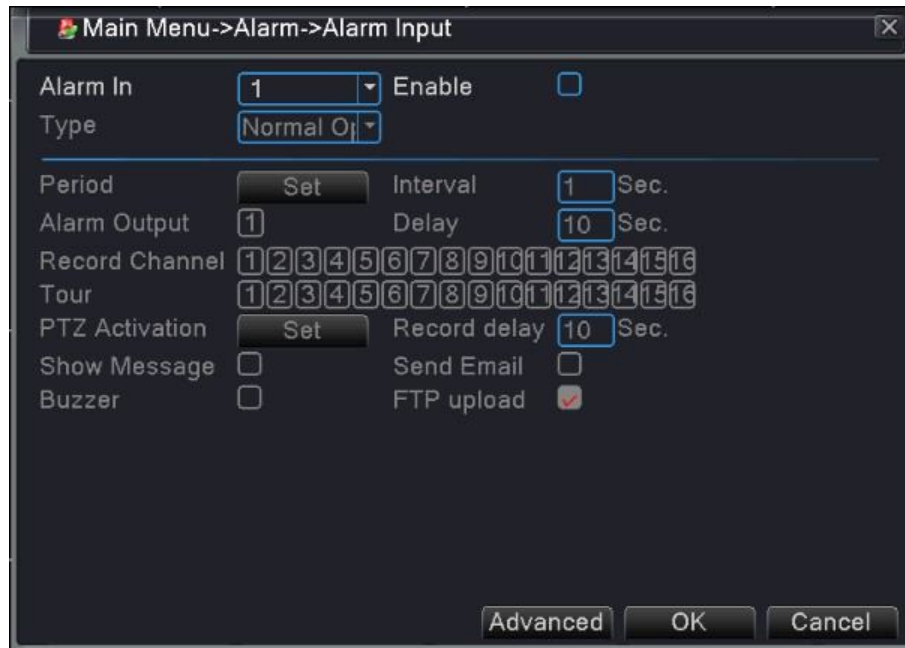 Main Menu->Alarm->Alarm Input
Alarm In 1 Enable
Type Normal Op
Period Set Interval 1 Sec.
Alarm Output 1 Delay 10 Sec.
Record Channel 1 2 3 4 5 6 7 8 9 10 11 12 13 14 15 16
Tour 1 2 3 4 5 6 7 8 9 10 11 12 13 14 15 16
PTZ Activation Set Record delay 10 Sec.
Show Message Send Email
Buzzer FTP upload
Advanced OK Cancel